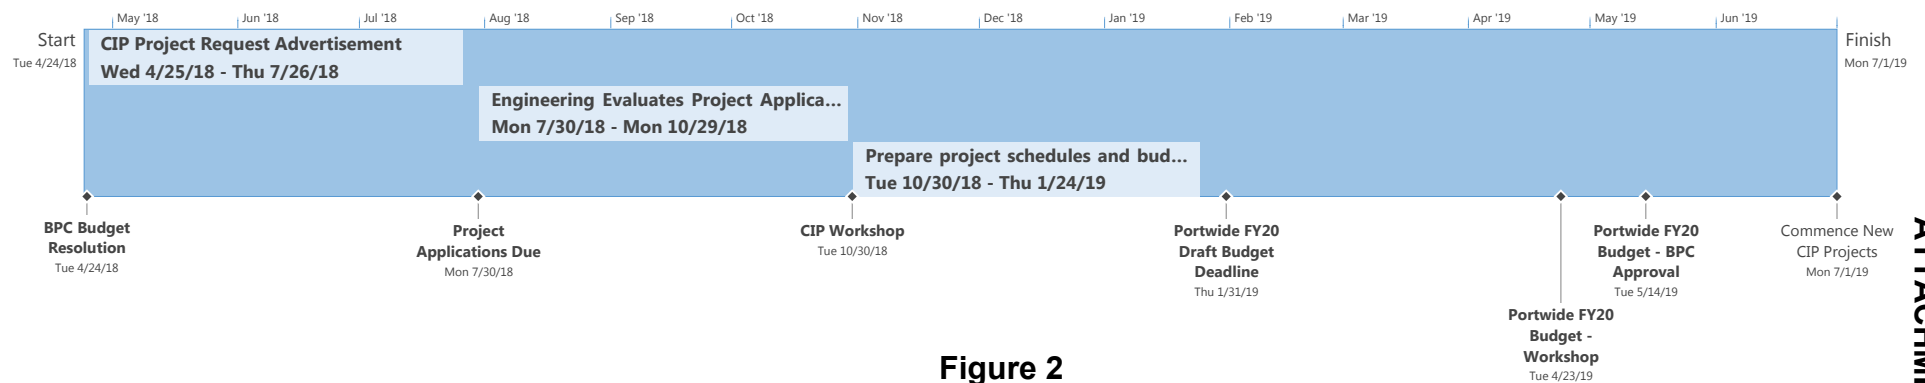 May '18
Jun '18
Jul '18
Aug '18
Sep '18
Oct '18
Nov '18
Dec '18
Jan '19
Feb '19
Mar '19
Apr '19
May '19
Jun '19
Start
Tue 4/24/18
CIP Project Request Advertisement
Wed 4/25/18 - Thu 7/26/18
Engineering Evaluates Project Applica...
Mon 7/30/18 - Mon 10/29/18
Prepare project schedules and bud...
Tue 10/30/18 - Thu 1/24/19
Finish
Mon 7/1/19
BPC Budget
Resolution
Tue 4/24/18
Project
Applications Due
Mon 7/30/18
CIP Workshop
Tue 10/30/18
Portwide FY20
Draft Budget
Deadline
Thu 1/31/19
Portwide FY20
Budget -
Workshop
Tue 4/23/19
Portwide FY20
Budget - BPC
Approval
Tue 5/14/19
Commence New
CIP Projects
Mon 7/1/19
Figure 2